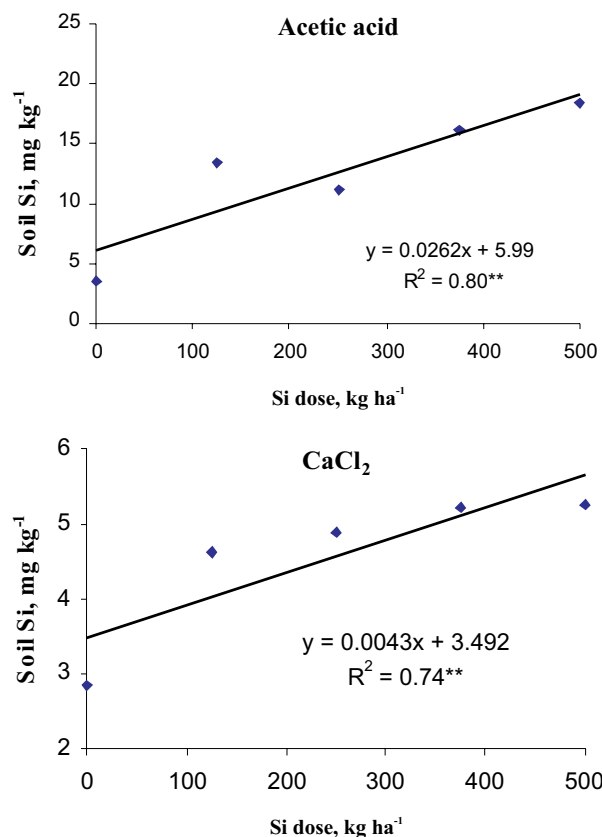 Acetic acid
25
20
15
10
5
0
Soil Si, mg kg⁻¹
y = 0.0262x + 5.99
R² = 0.80**
0 100 200 300 400 500
Si dose, kg ha⁻¹
CaCl₂
6
5
4
3
2
Soil Si, mg kg⁻¹
y = 0.0043x + 3.492
R² = 0.74**
0 100 200 300 400 500
Si dose, kg ha⁻¹